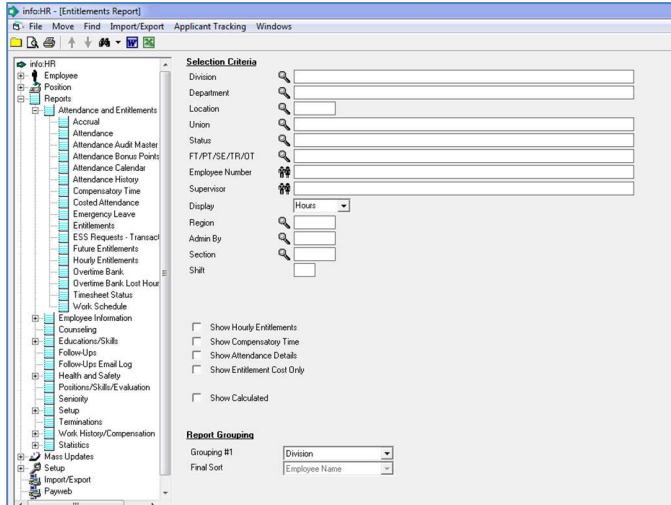 info:HR - [Entitlements Report]
File Move Find Import/Export Applicant Tracking Windows
info:HR
Employee
Position
Reports
Attendance and Entitlements
Accrual
Attendance
Attendance Audit Master
Attendance Bonus Points
Attendance Calendar
Attendance History
Compensatory Time
Costed Attendance
Emergency Leave
Entitlements
ESS Requests - Transact
Future Entitlements
Hourly Entitlements
Overtime Bank
Overtime Bank Lost Hour
Timesheet Status
Work Schedule
Employee Information
Counseling
Educations/Skills
Follow-Ups
Follow-Ups Email Log
Health and Safety
Positions/Skills/Evaluation
Seniority
Setup
Terminations
Work History/Compensation
Statistics
Mass Updates
Setup
Import/Export
Payweb
Selection Criteria
Division
Department
Location
Union
Status
FT/PT/SE/TR/OT
Employee Number
Supervisor
Display Hours
Region
Admin By
Section
Shift
Show Hourly Entitlements
Show Compensatory Time
Show Attendance Details
Show Entitlement Cost Only
Show Calculated
Report Grouping
Grouping #1 Division
Final Sort Employee Name